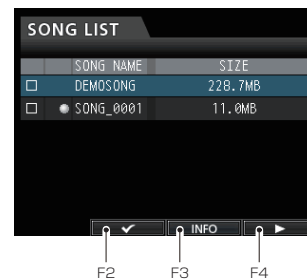 SONG LIST
SONG NAME SIZE
DEMOSONG 228.7MB
SONG_0001 11.0MB
INFO
F2 F3 F4